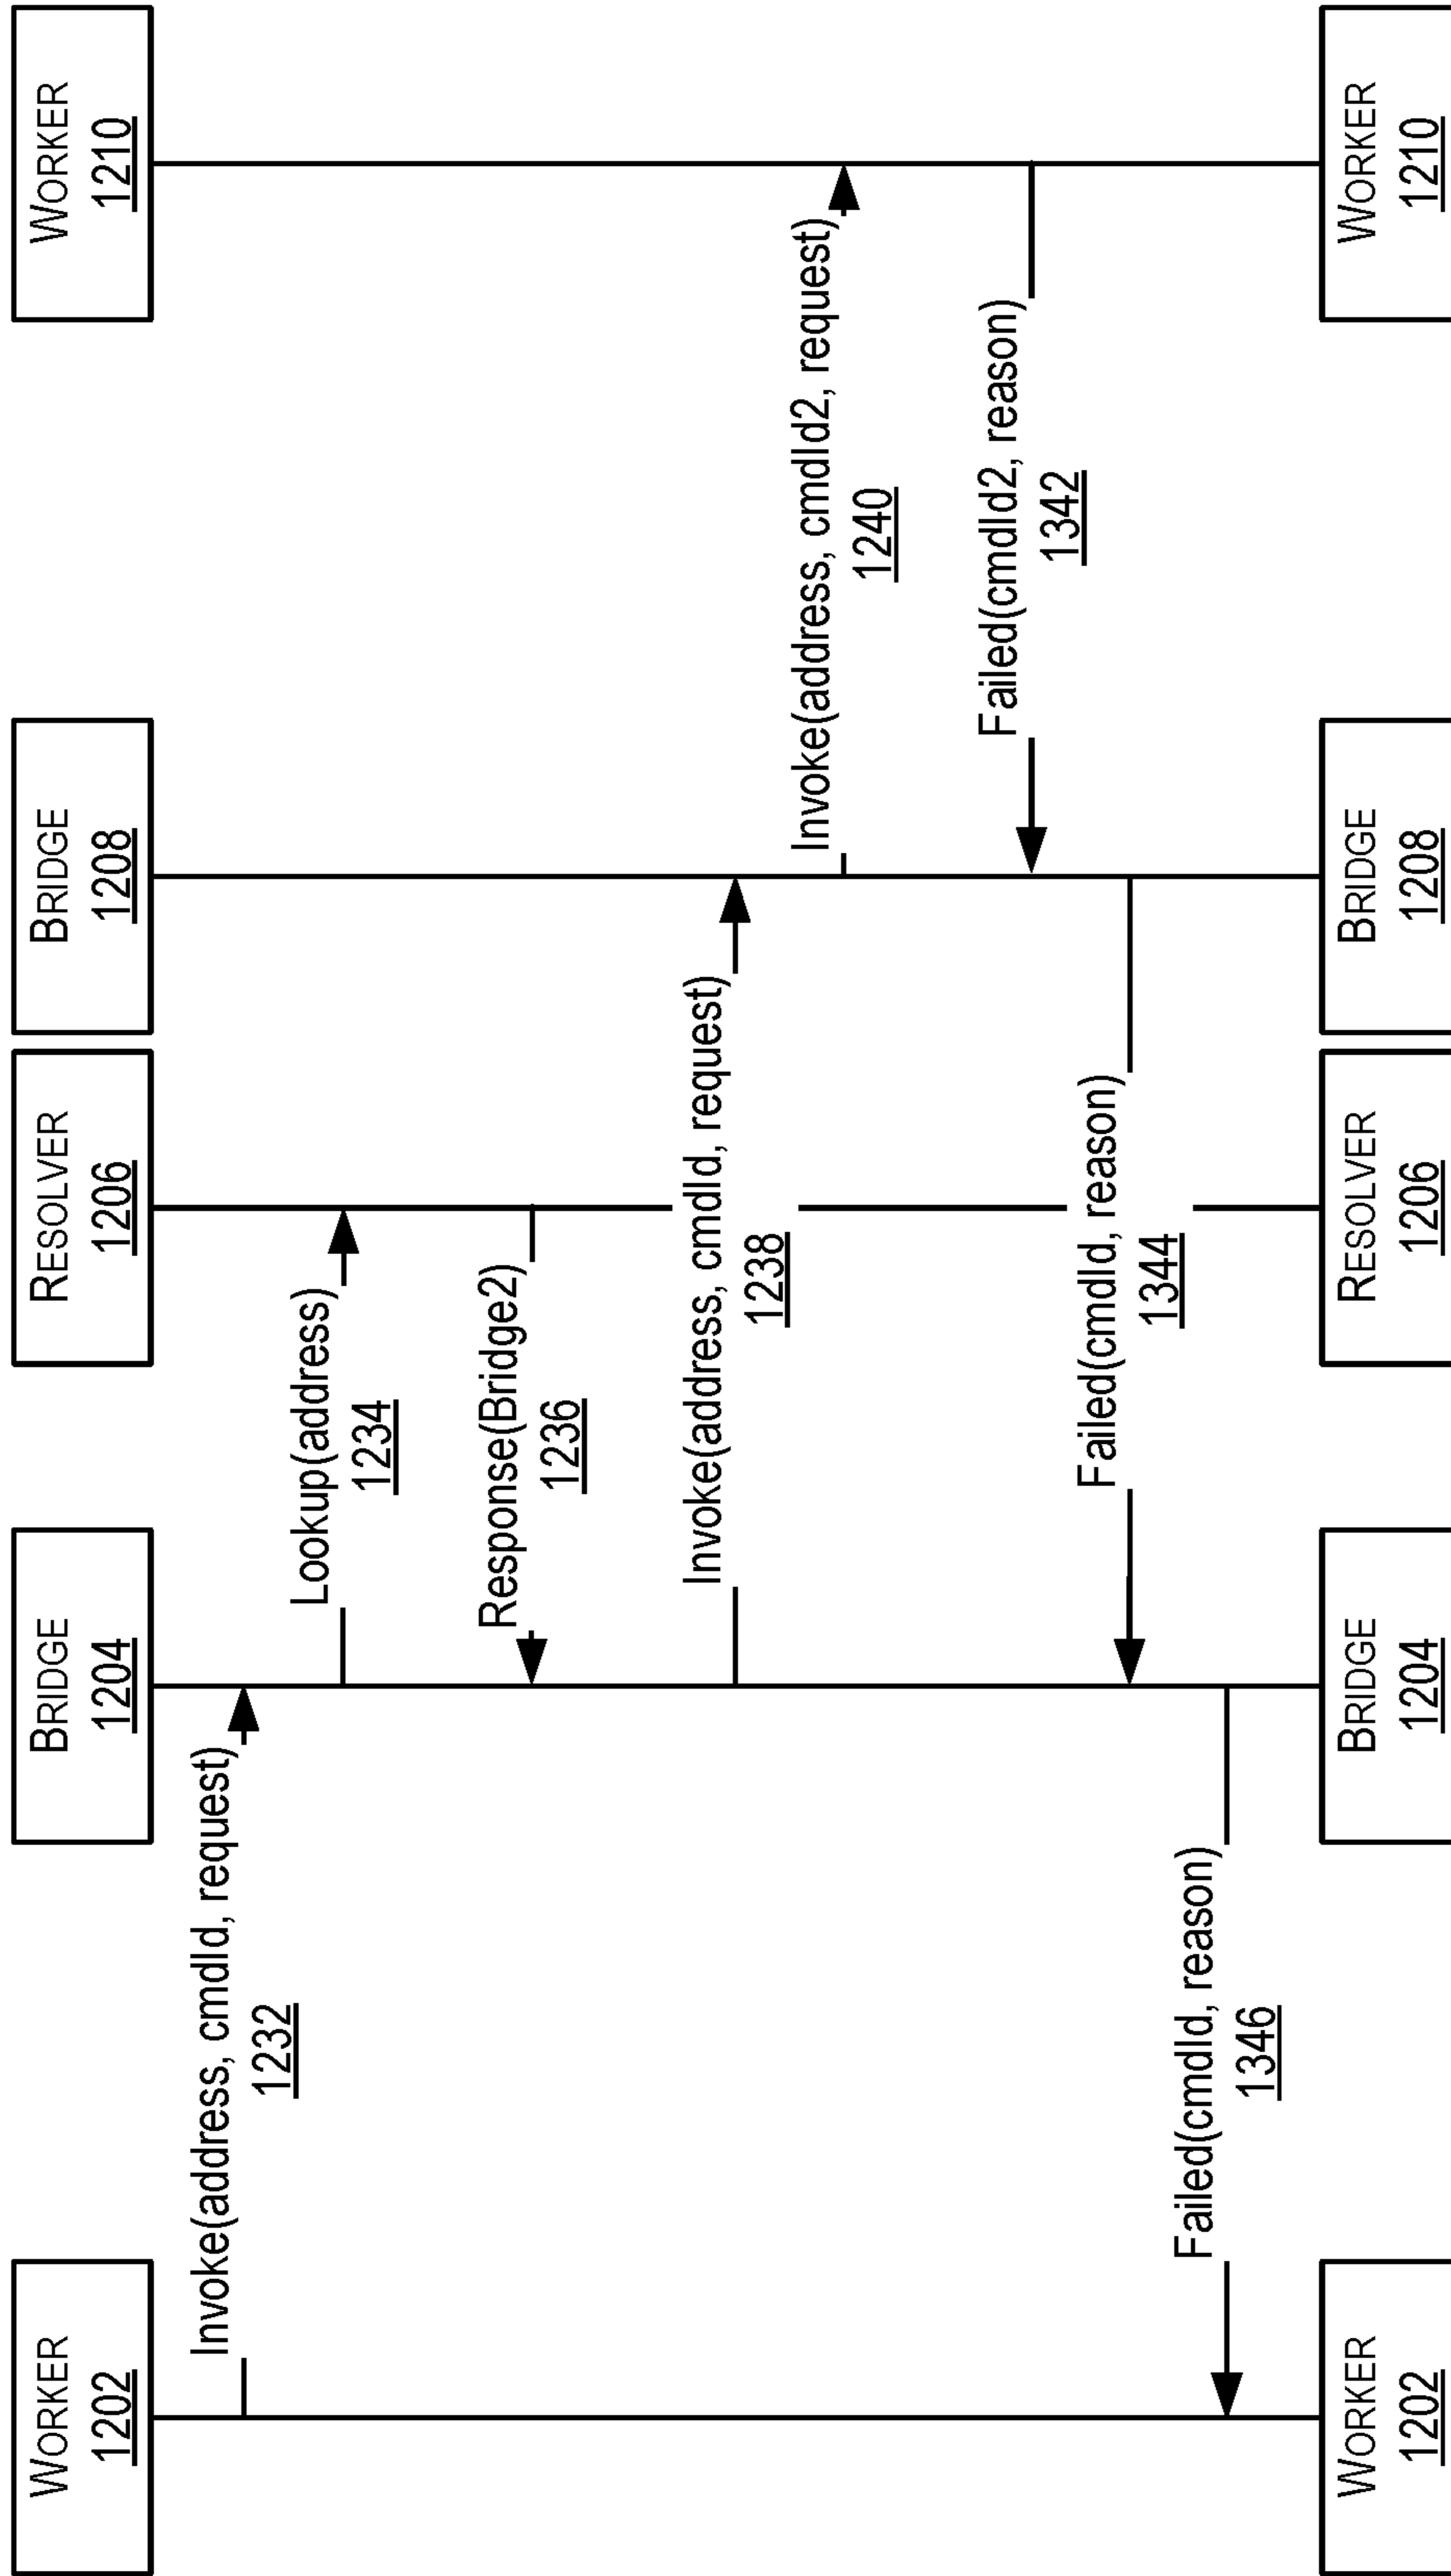 WORKER
1202
BRIDGE
1204
RESOLVER
1206
BRIDGE
1208
WORKER
1210
Invoke(address, cmdId, request)
1232
Lookup(address)
1234
Response(Bridge2)
1236
Invoke(address, cmdId, request)
1238
Invoke(address, cmdId2, request)
1240
Failed(cmdId2, reason)
1342
Failed(cmdId, reason)
1344
Failed(cmdId, reason)
1346
WORKER
1202
BRIDGE
1204
RESOLVER
1206
BRIDGE
1208
WORKER
1210